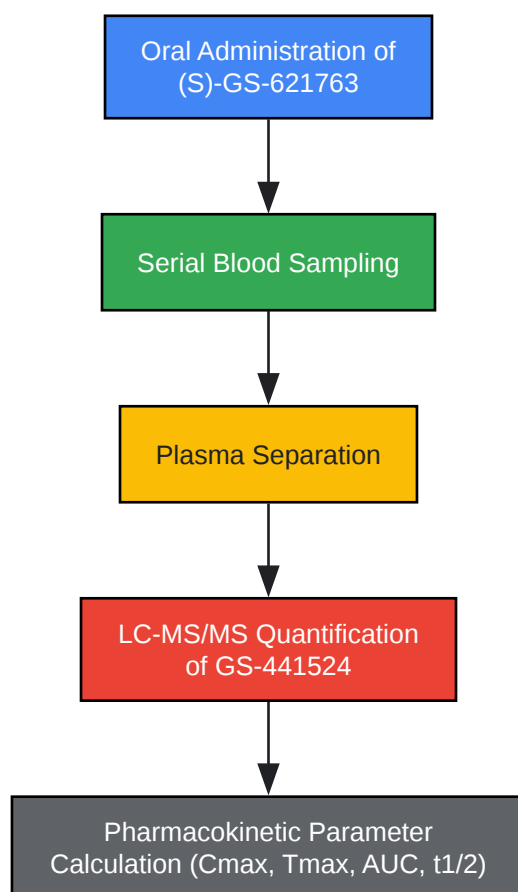 Oral Administration of
(S)-GS-621763
Serial Blood Sampling
Plasma Separation
LC-MS/MS Quantification
of GS-441524
Pharmacokinetic Parameter
Calculation (Cmax, Tmax, AUC, t1/2)